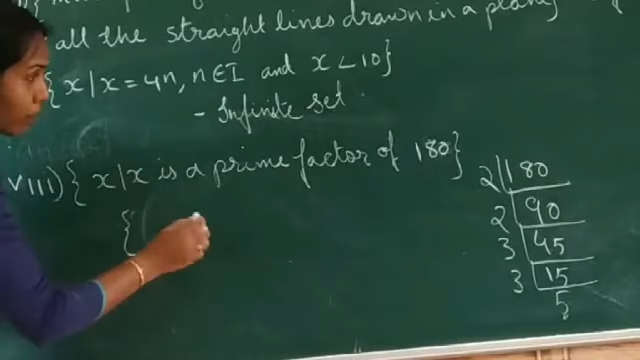 all the straight lines drawn in a plane}
{x/x=4n, n∈I and x<10}
- Infinite set.
viii) {x/x is a prime factor of 180}
{
2|180
2|90
3|45
3|15
5